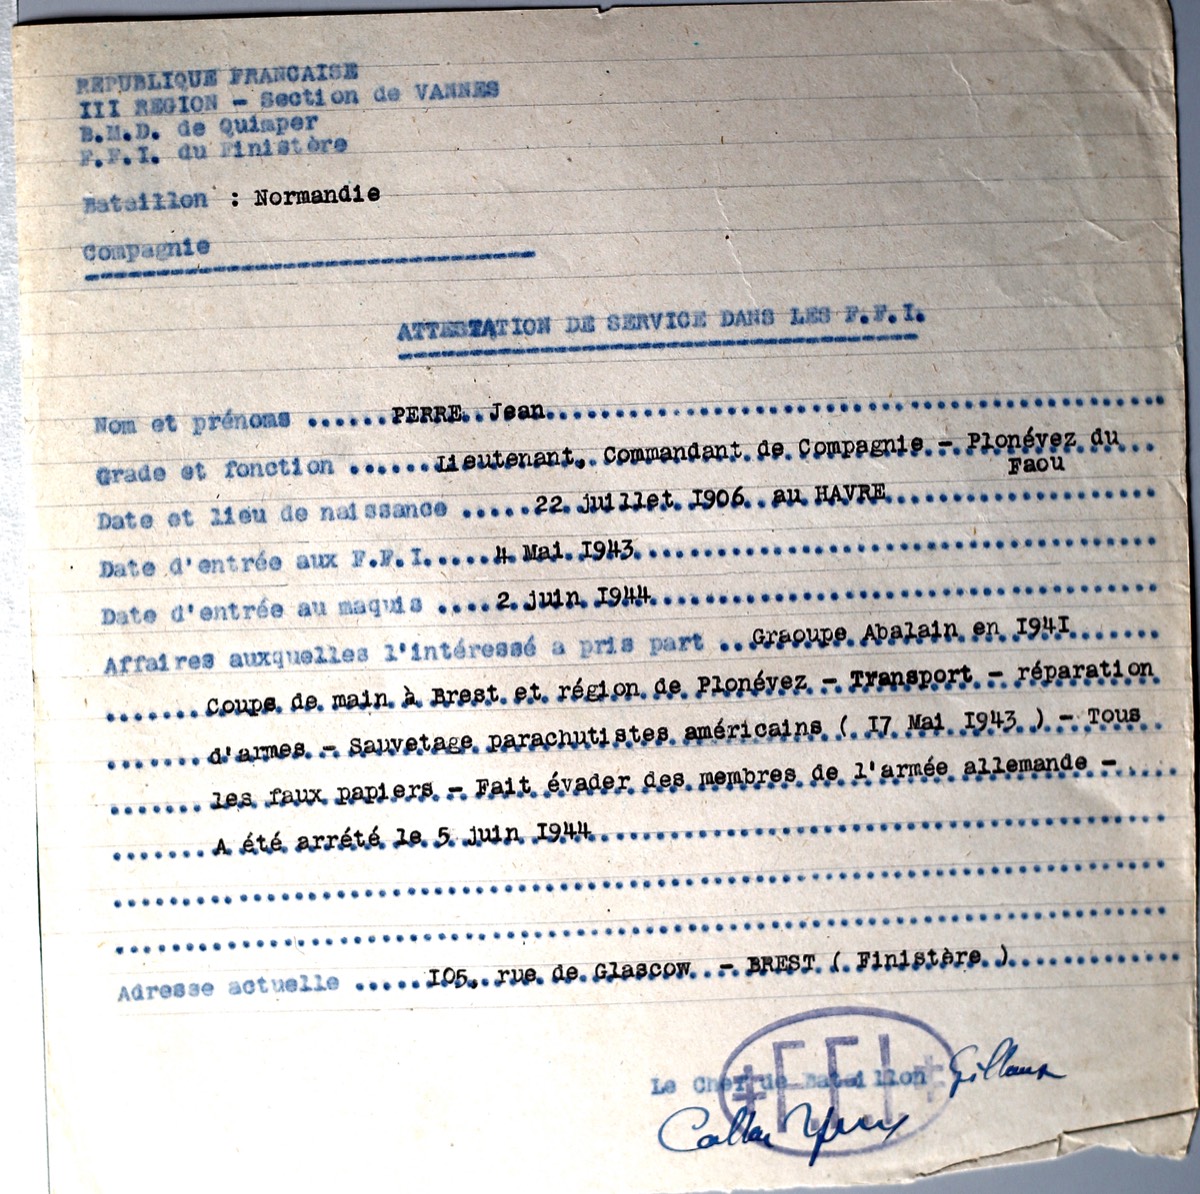 REPUBLIQUE FRANCAISE
III REGION - Section de VANNES
B.M.D. de Quimper
F.F.I. du Finistère
Bataillon : Normandie
Compagnie
ATTESTATION DE SERVICE DANS LES F.F.I.
Nom et prénoms ......PERRE..Jean................................
Grade et fonction ......Lieutenant, Commandant de Compagnie - Plonévez du
Faou
Date et lieu de naissance .....22 juillet 1906 au HAVRE................
Date d'entrée aux F.F.I.....4 Mai 1943................................
Date d'entrée au maquis ....2 juin 1944................................
Affaires auxquelles l'intéressé a pris part ..Graoupe Abalain en 1941.......
.......Coups de main à Brest et région de Plonévez - Transport - réparation
.......d'armes - Sauvetage parachutistes américains ( 17 Mai 1943 ) - Tous
.......les faux papiers - Fait évader des membres de l'armée allemande -
.......A été arrété le 5 juin 1944................................
Adresse actuelle .....105, rue de Glascow - BREST ( Finistère )............
Le Chef de Bataillon
F.F.I